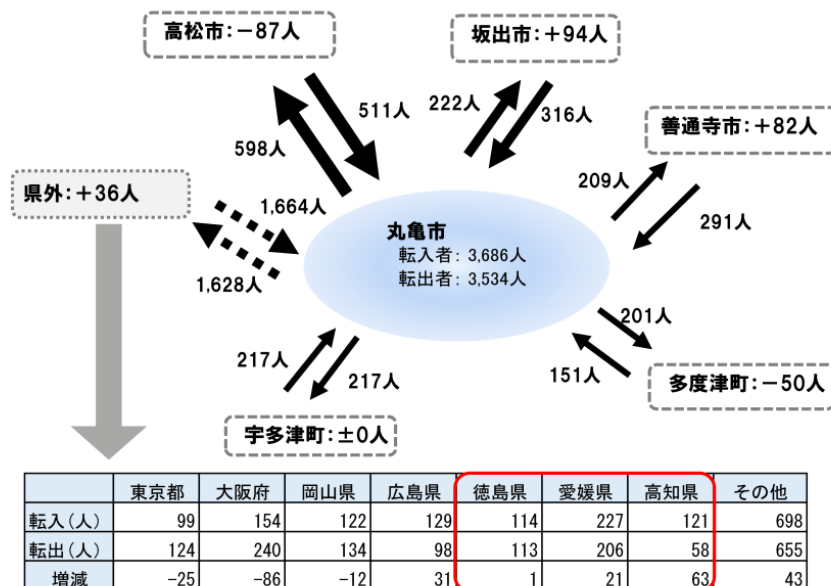 高松市：－87人
坂出市：＋94人
511人
598人
222人
316人
善通寺市：＋82人
209人
291人
県外：＋36人
1,664人
1,628人
丸亀市
転入者： 3,686人
転出者： 3,534人
201人
151人
多度津町：－50人
217人
217人
宇多津町：±0人
東京都 大阪府 岡山県 広島県 徳島県 愛媛県 高知県 その他
転入(人) 99 154 122 129 114 227 121 698
転出(人) 124 240 134 98 113 206 58 655
増減 -25 -86 -12 31 1 21 63 43